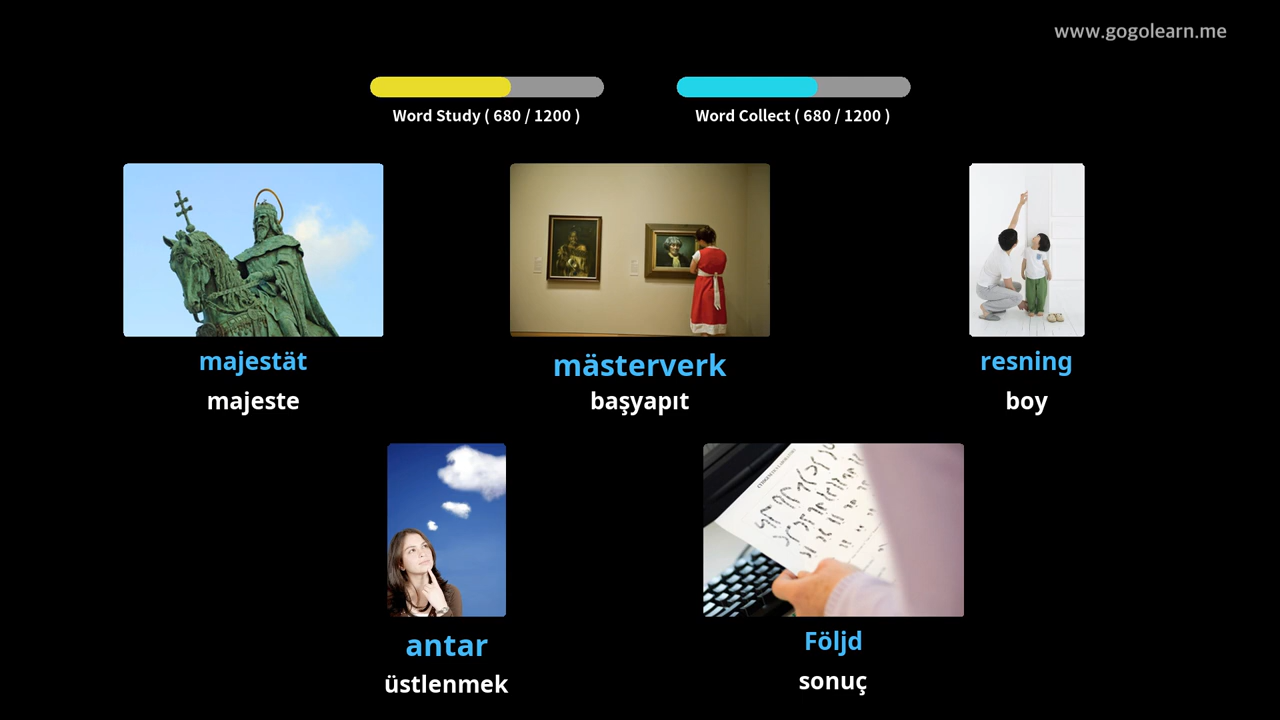 www.gogolearn.me
Word Study ( 680 / 1200 )
Word Collect ( 680 / 1200 )
majestät
majeste
mästerverk
başyapıt
resning
boy
antar
üstlenmek
Följd
sonuç